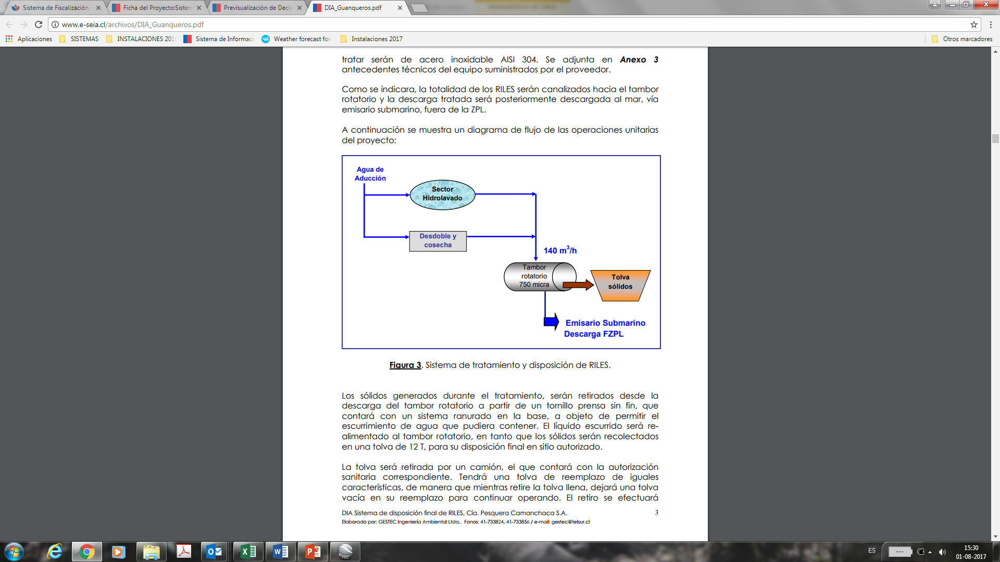 Sistema de Fiscalización
Ficha del Proyecto:Sisten
Previsualización de Decla
DIA_Guanqueros.pdf
www.e-seia.cl/archivos/DIA_Guanqueros.pdf
Aplicaciones
SISTEMAS
INSTALACIONES 2016
Sistema de Informaci
Weather forecast for
Instalaciones 2017
Otros marcadores
tratar serán de acero inoxidable AISI 304. Se adjunta en Anexo 3
antecedentes técnicos del equipo suministrados por el proveedor.
Como se indicara, la totalidad de los RILES serán canalizados hacia el tambor
rotatorio y la descarga tratada será posteriormente descargada al mar, vía
emisario submarino, fuera de la ZPL.
A continuación se muestra un diagrama de flujo de las operaciones unitarias
del proyecto:
Agua de
Aducción
Sector
Hidrolavado
Desdoble y
cosecha
140 m³/h
Tambor
rotatorio
750 micra
Tolva
sólidos
Emisario Submarino
Descarga FZPL
Figura 3. Sistema de tratamiento y disposición de RILES.
Los sólidos generados durante el tratamiento, serán retirados desde la
descarga del tambor rotatorio a partir de un tornillo prensa sin fin, que
contará con un sistema ranurado en la base, a objeto de permitir el
escurrimiento de agua que pudiera contener. El líquido escurrido será re-
alimentado al tambor rotatorio, en tanto que los sólidos serán recolectados
en una tolva de 12 T, para su disposición final en sitio autorizado.
La tolva será retirada por un camión, el que contará con la autorización
sanitaria correspondiente. Tendrá una tolva de reemplazo de iguales
características, de manera que mientras retire la tolva llena, dejará una tolva
vacía en su reemplazo para continuar operando. El retiro se efectuará
DIA Sistema de disposición final de RILES, Cía. Pesquera Camanchaca S.A.
3
Elaborado por: GESTEC Ingeniería Ambiental Ltda.. Fonos: 41-733824, 41-733856 / e-mail: gestec@telsur.cl
ES
15:30
01-08-2017